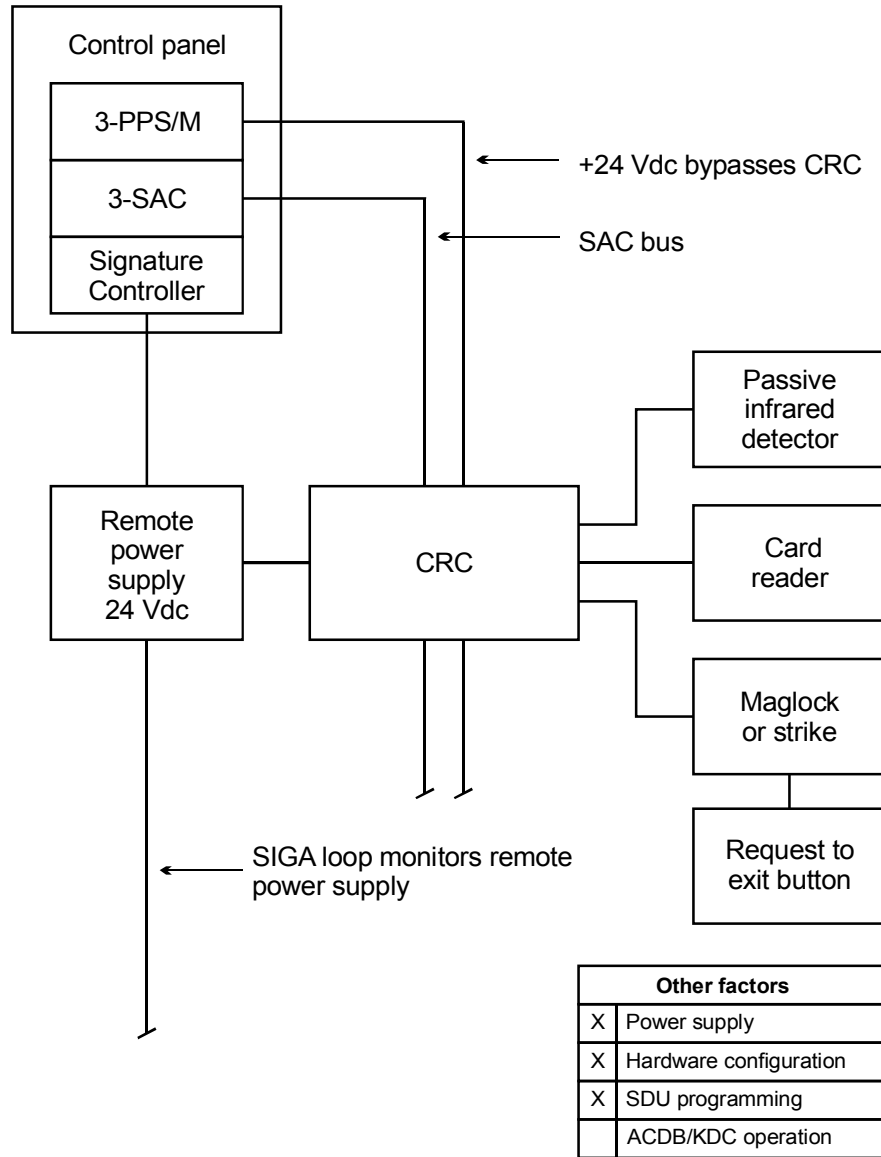 Control panel
3-PPS/M
3-SAC
Signature
Controller
+24 Vdc bypasses CRC
SAC bus
Passive
infrared
detector
Remote
power
supply
24 Vdc
CRC
Card
reader
Maglock
or strike
Request to
exit button
SIGA loop monitors remote
power supply
Other factors
X Power supply
X Hardware configuration
X SDU programming
ACDB/KDC operation